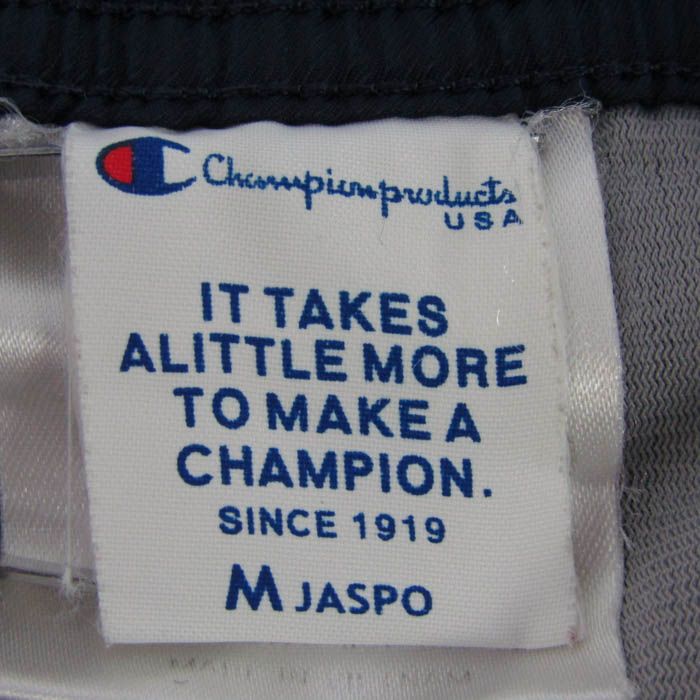 Championproducts
USA
IT TAKES
ALITTLE MORE
TO MAKE A
CHAMPION.
SINCE 1919
M JASPO